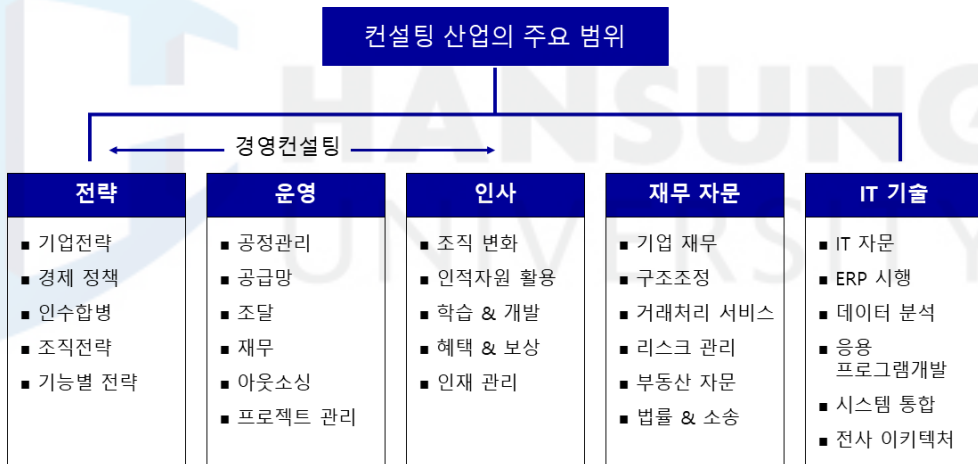 컨설팅 산업의 주요 범위
경영컨설팅
전략
■ 기업전략
■ 경제 정책
■ 인수합병
■ 조직전략
■ 기능별 전략
운영
■ 공정관리
■ 공급망
■ 조달
■ 재무
■ 아웃소싱
■ 프로젝트 관리
인사
■ 조직 변화
■ 인적자원 활용
■ 학습 & 개발
■ 혜택 & 보상
■ 인재 관리
재무 자문
■ 기업 재무
■ 구조조정
■ 거래처리 서비스
■ 리스크 관리
■ 부동산 자문
■ 법률 & 소송
IT 기술
■ IT 자문
■ ERP 시행
■ 데이터 분석
■ 응용
프로그램개발
■ 시스템 통합
■ 전사 이키텍처
HANSUNG
UNIVERSITY